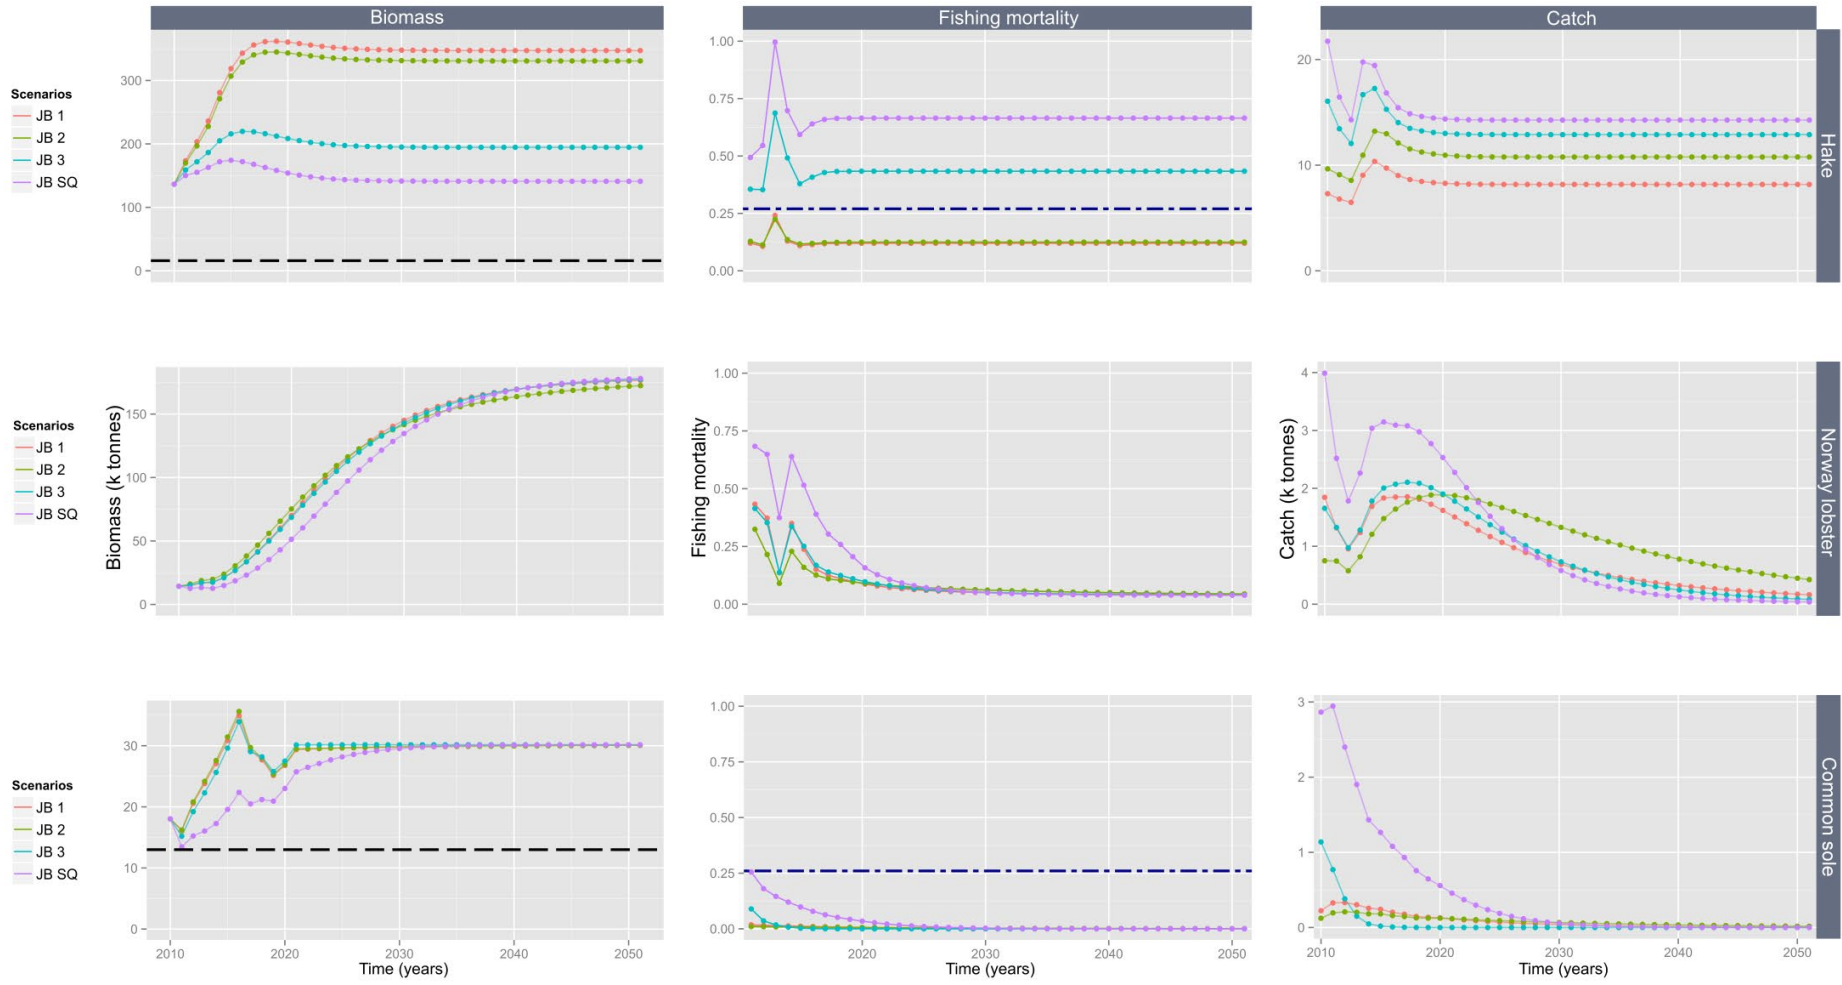 Biomass
Fishing mortality
Catch
Scenarios
JB 1
JB 2
JB 3
JB SQ
300
200
100
0
1.00
0.75
0.50
0.25
0.00
20
10
0
Hake
Scenarios
JB 1
JB 2
JB 3
JB SQ
Biomass (k tonnes)
150
100
50
0
Fishing mortality
1.00
0.75
0.50
0.25
0.00
2020
2030
2040
2050
Catch (k tonnes)
4
3
2
1
0
Norway lobster
Scenarios
JB 1
JB 2
JB 3
JB SQ
30
20
10
0
2010
2020
2030
2040
2050
Time (years)
1.00
0.75
0.50
0.25
0.00
2020
2030
2040
2050
Time (years)
3
2
1
0
2010
2020
2030
2040
2050
Time (years)
Common sole